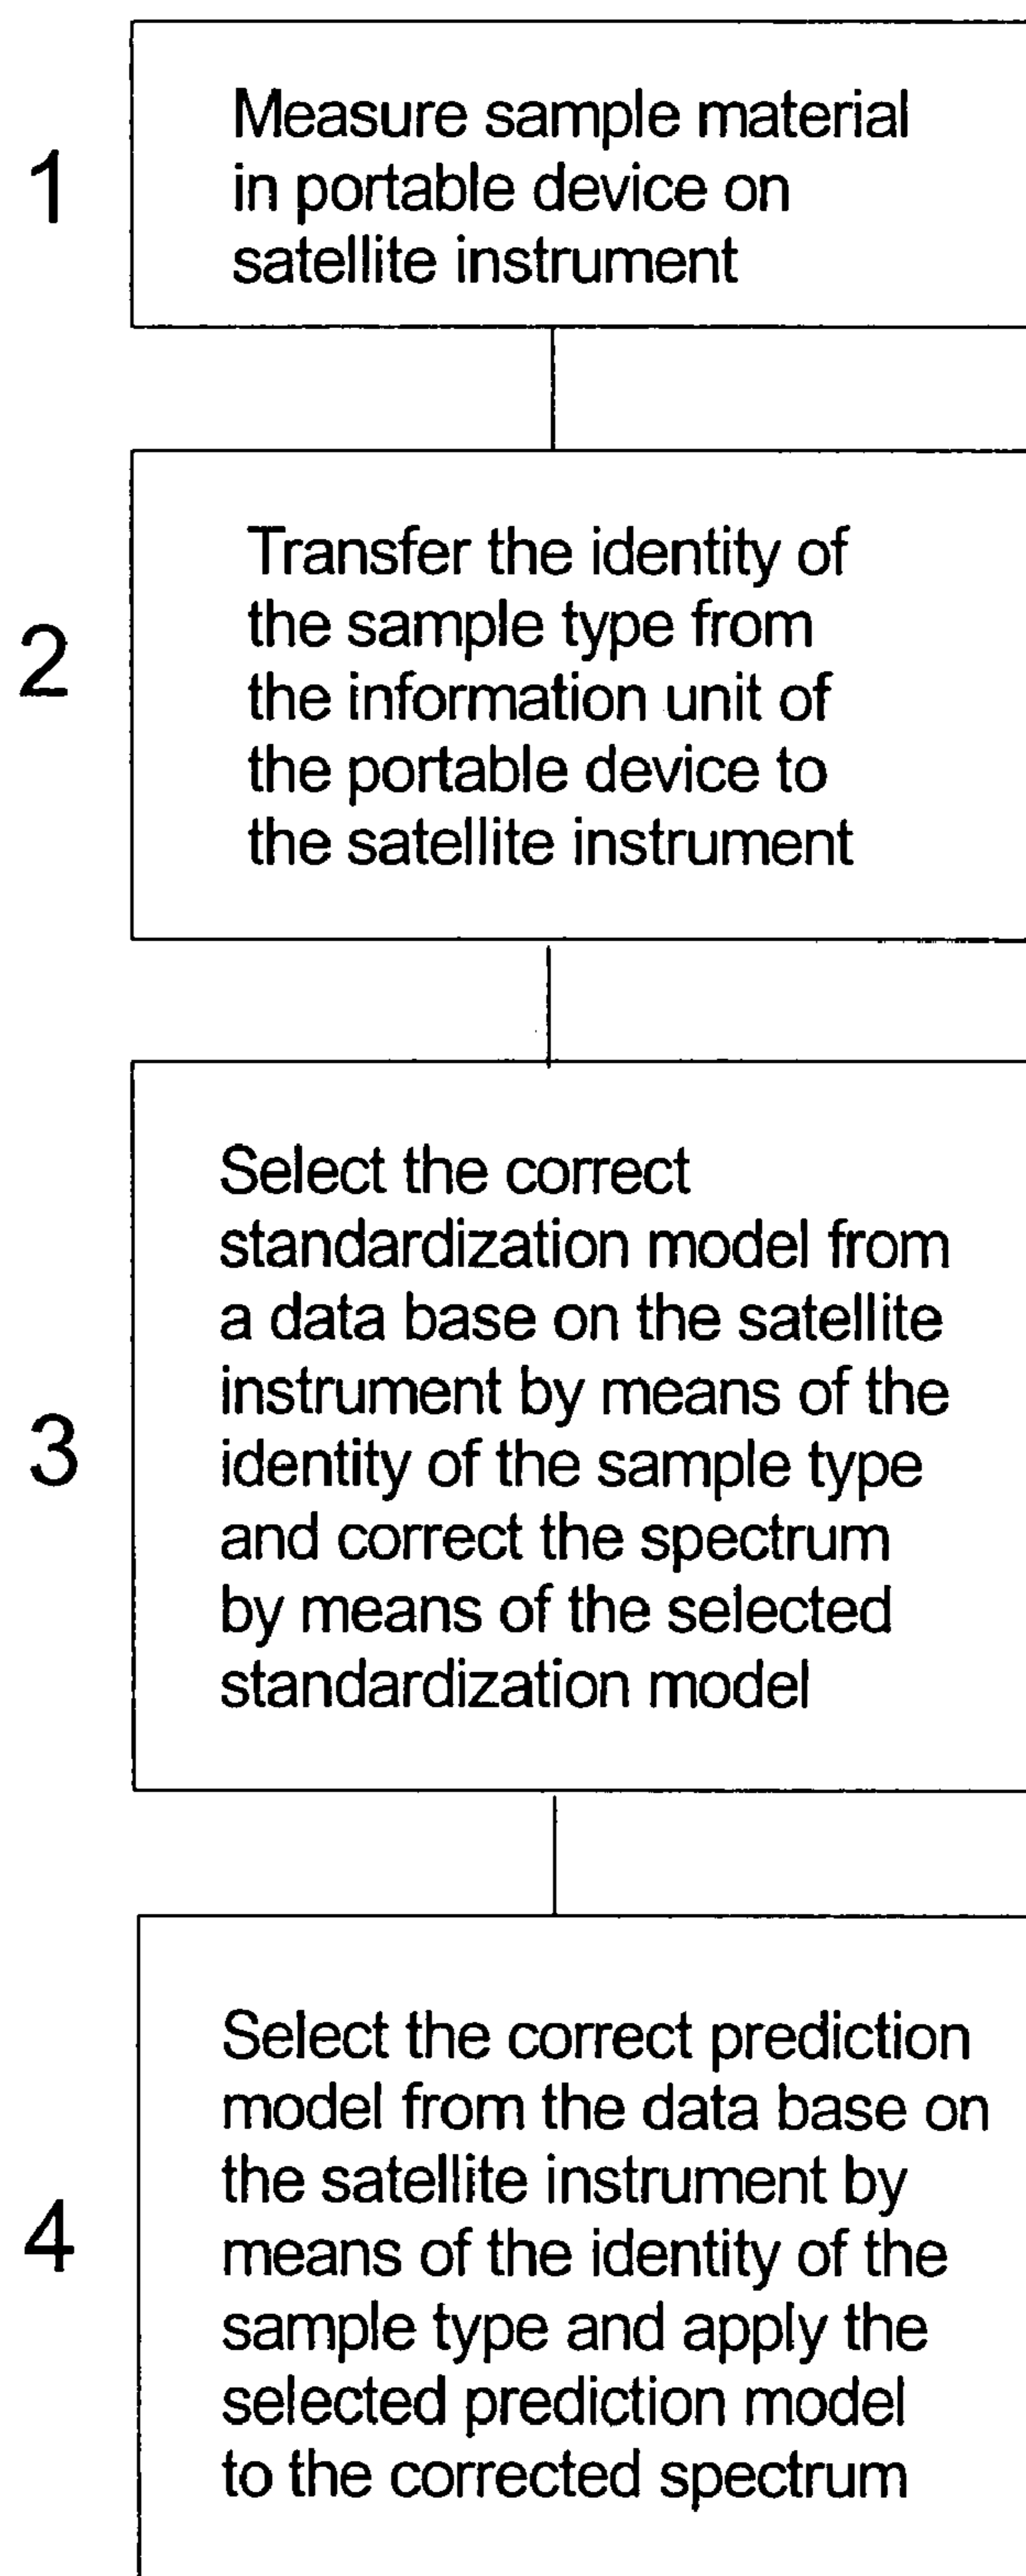 1
Measure sample material
in portable device on
satellite instrument
2
Transfer the identity of
the sample type from
the information unit of
the portable device to
the satellite instrument
3
Select the correct
standardization model from
a data base on the satellite
instrument by means of the
identity of the sample type
and correct the spectrum
by means of the selected
standardization model
4
Select the correct prediction
model from the data base on
the satellite instrument by
means of the identity of the
sample type and apply the
selected prediction model
to the corrected spectrum